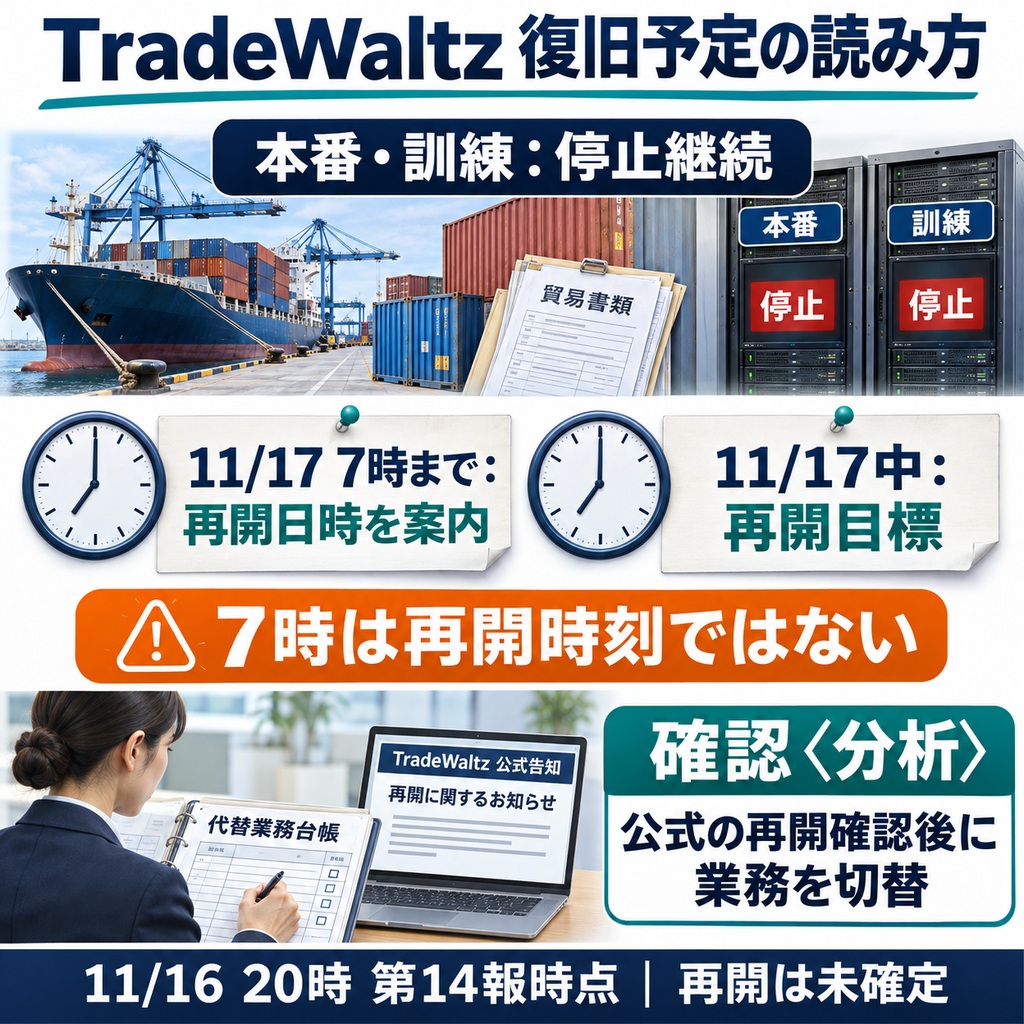 TradeWaltz 復旧予定の読み方
本番・訓練：停止継続
本番
訓練
停止
停止
貿易書類
11/17 7時まで：
再開日時を案内
11/17中：
再開目標
7時は再開時刻ではない
TradeWaltz 公式告知
再開に関するお知らせ
代替業務台帳
確認〈分析〉
公式の再開確認後に
業務を切替
11/16 20時 第14報時点｜再開は未確定